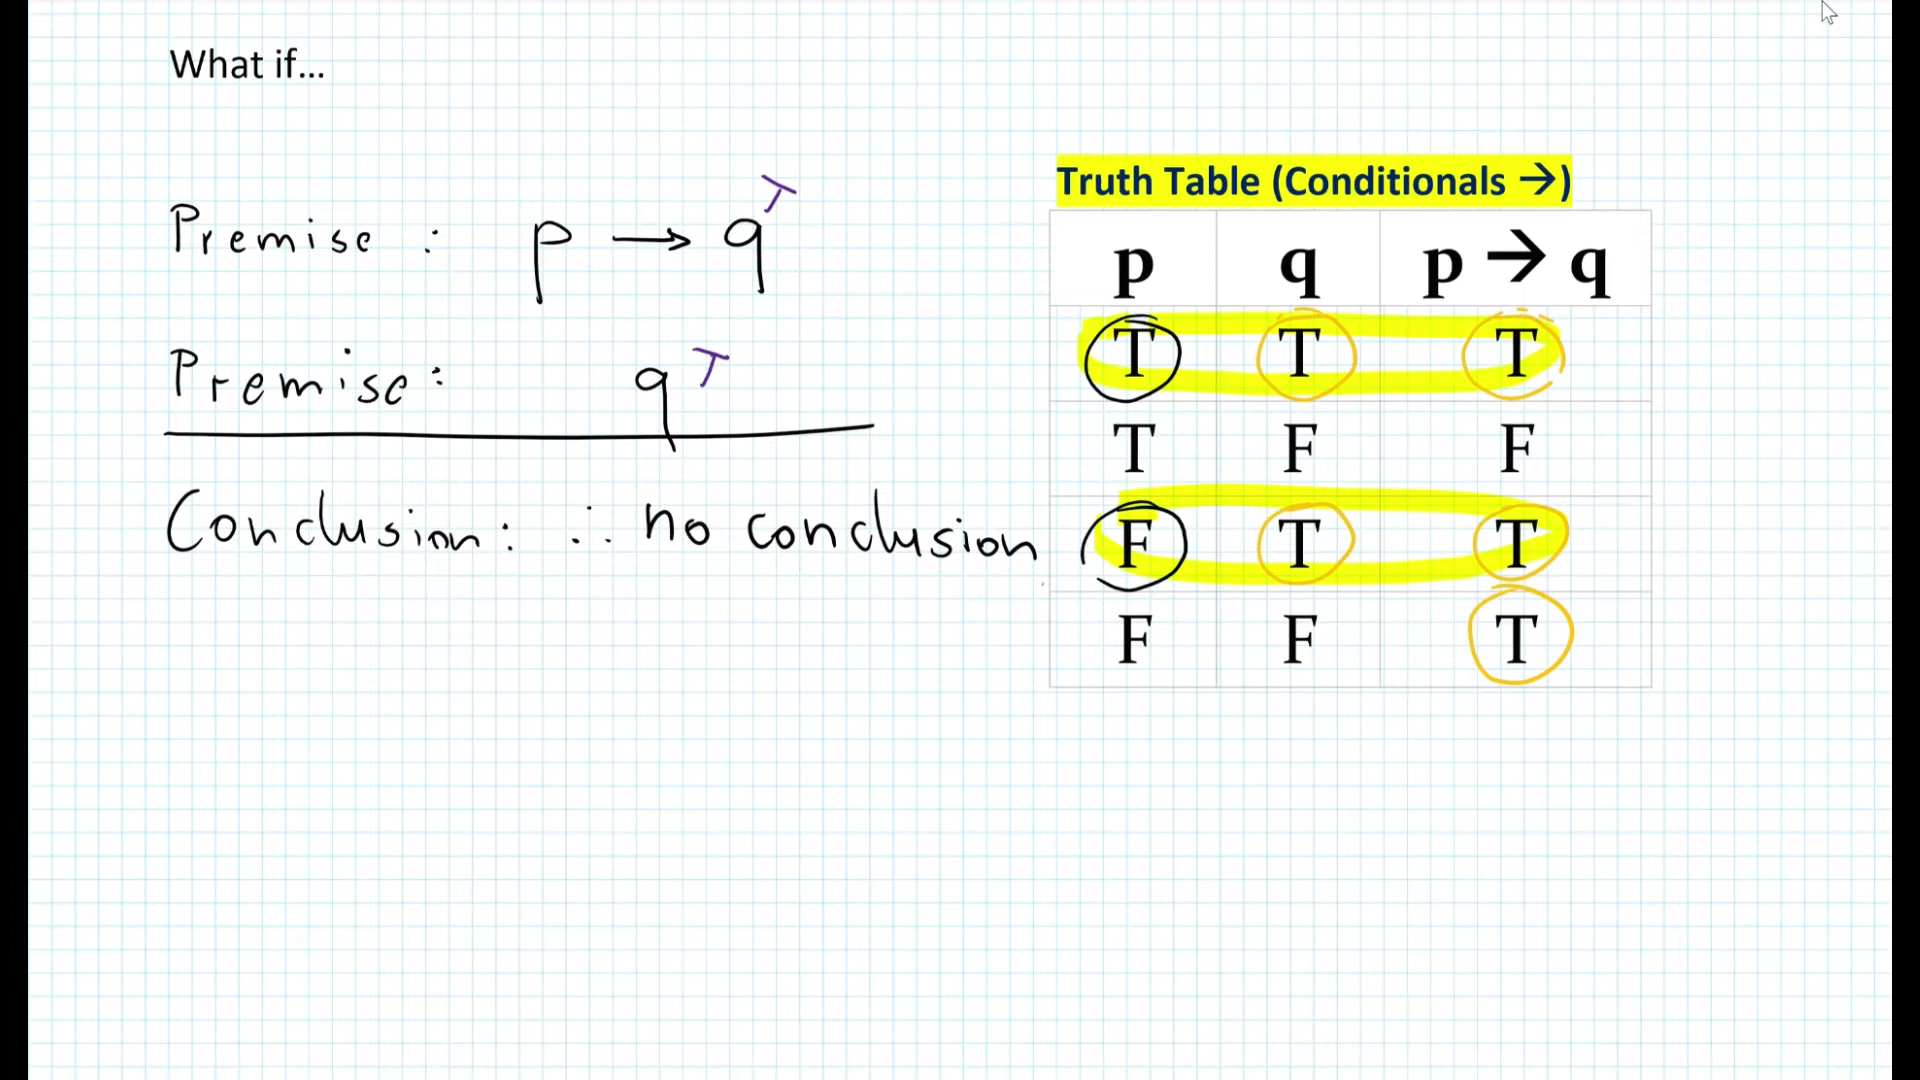 What if...
Premise : p → q T
Premise : q T
Conclusion : ∴ no conclusion
Truth Table (Conditionals →)
p q p → q
T T T
T F F
F T T
F F T